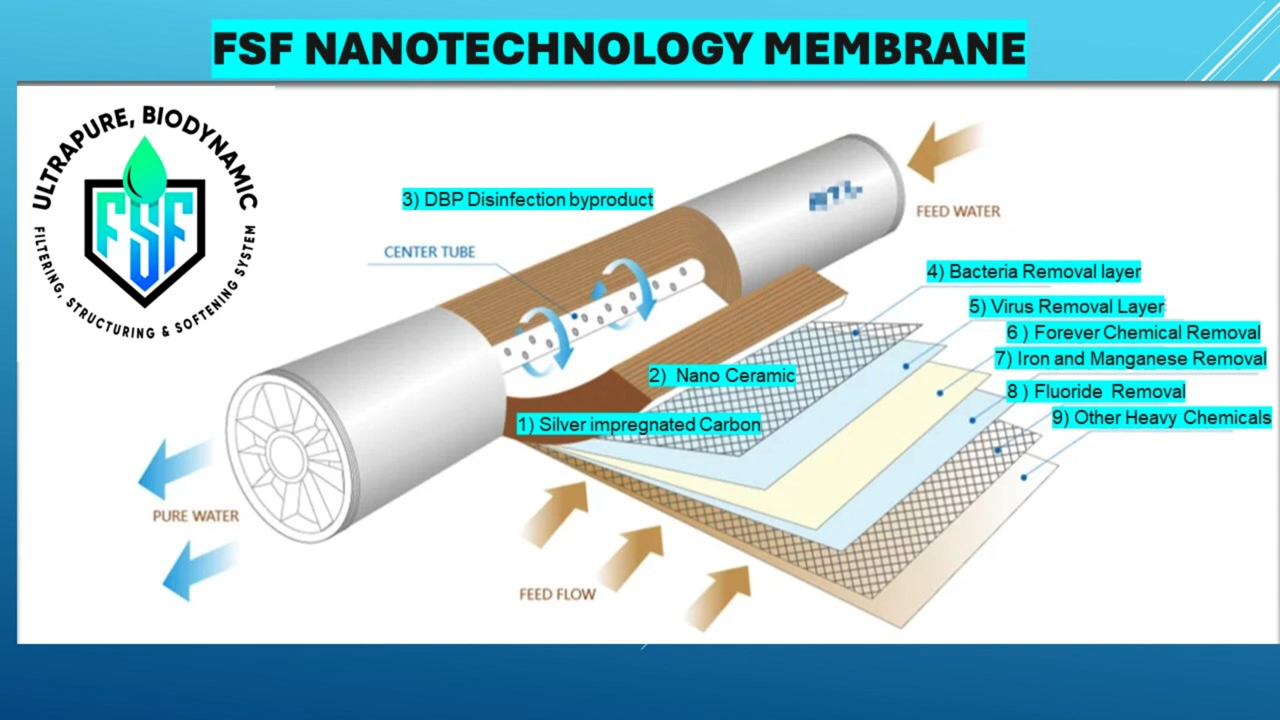 FSF NANOTECHNOLOGY MEMBRANE
ULTRAPURE, BIODYNAMIC
FSF
FILTERING, STRUCTURING & SOFTENING SYSTEM
3) DBP Disinfection byproduct
CENTER TUBE
FEED WATER
4) Bacteria Removal layer
5) Virus Removal Layer
6) Forever Chemical Removal
7) Iron and Manganese Removal
2) Nano Ceramic
8 ) Fluoride Removal
1) Silver impregnated Carbon
9) Other Heavy Chemicals
PURE WATER
FEED FLOW